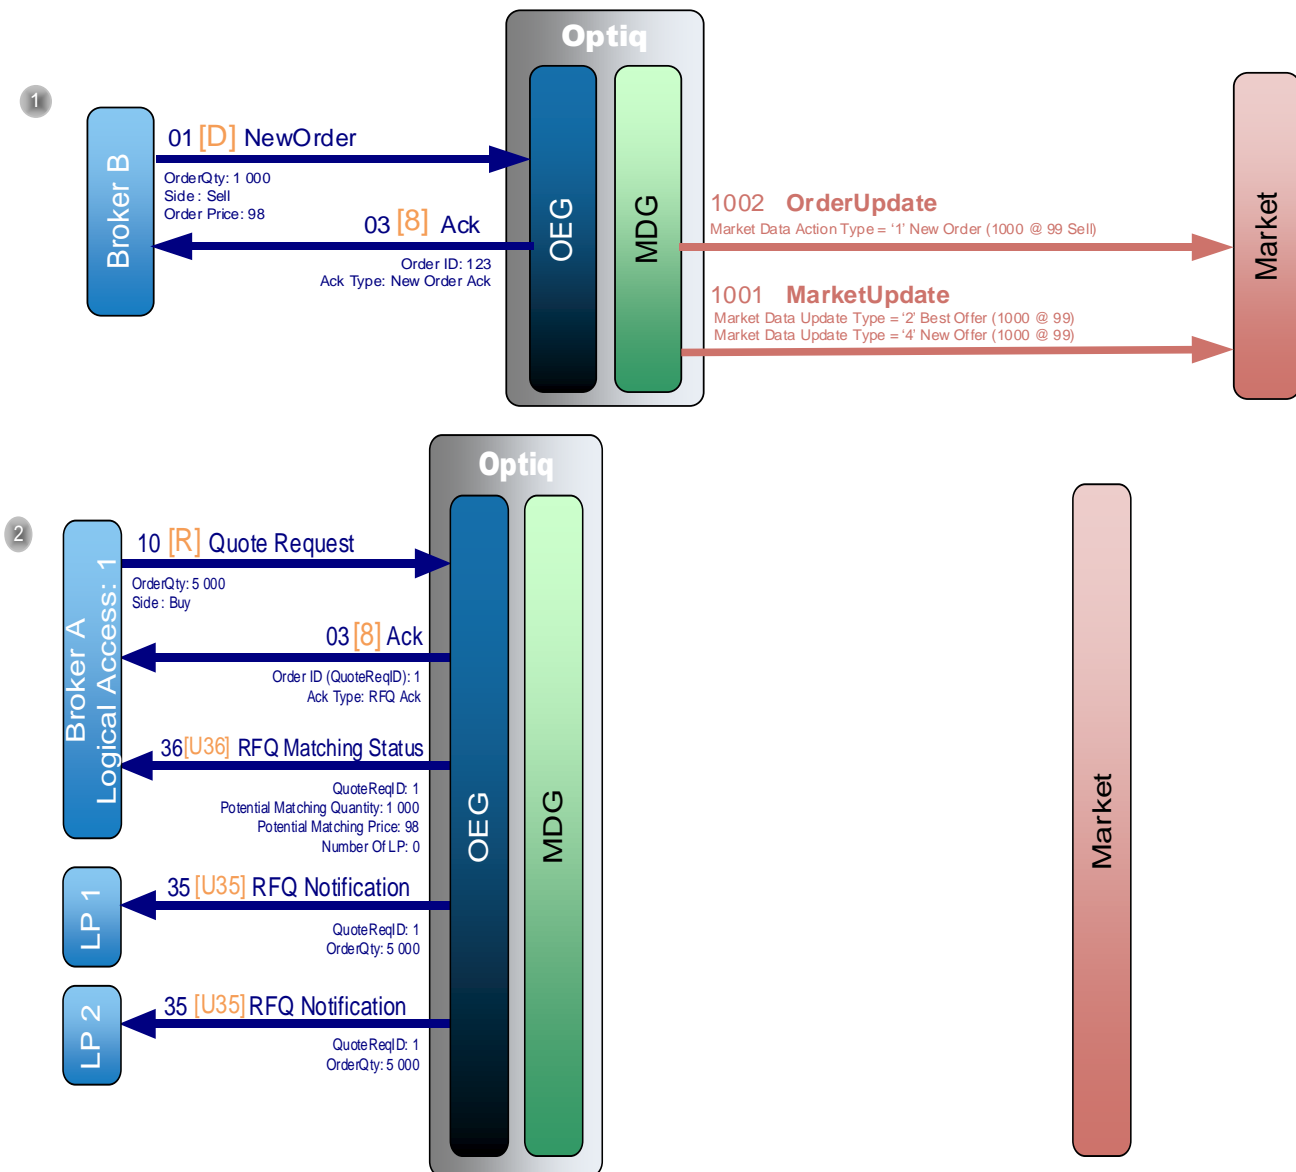 Optiq
1
Broker B
01 [D] NewOrder
OrderQty: 1 000
Side : Sell
Order Price: 98
03 [8] Ack
Order ID: 123
Ack Type: New Order Ack
OEG
MDG
1002 OrderUpdate
Market Data Action Type = ‘1’ New Order (1000 @ 99 Sell)
1001 MarketUpdate
Market Data Update Type = ‘2’ Best Offer (1000 @ 99)
Market Data Update Type = ‘4’ New Offer (1000 @ 99)
Market
Optiq
2
Broker A
Logical Access: 1
10 [R] Quote Request
OrderQty: 5 000
Side : Buy
03 [8] Ack
Order ID (QuoteReqID): 1
Ack Type: RFQ Ack
36 [U36] RFQ Matching Status
QuoteReqID: 1
Potential Matching Quantity: 1 000
Potential Matching Price: 98
Number Of LP: 0
LP 1
35 [U35] RFQ Notification
QuoteReqID: 1
OrderQty: 5 000
LP 2
35 [U35] RFQ Notification
QuoteReqID: 1
OrderQty: 5 000
OEG
MDG
Market